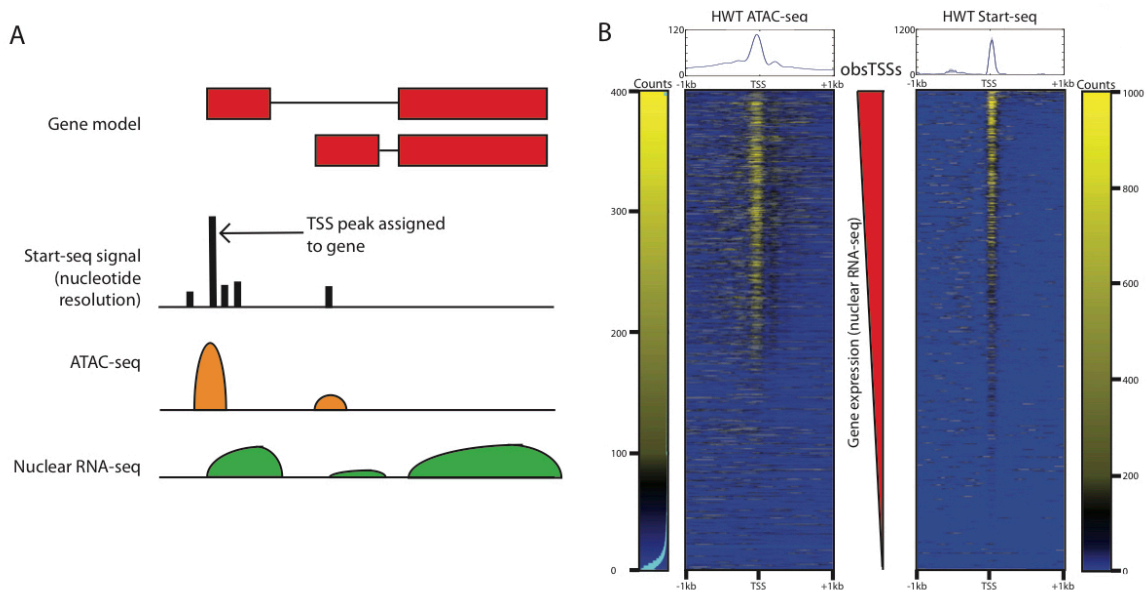 A
Gene model
TSS peak assigned
to gene
Start-seq signal
(nucleotide
resolution)
ATAC-seq
Nuclear RNA-seq
B
HWT ATAC-seq
120
0
-1kb TSS +1kb
obsTSSs
HWT Start-seq
1200
0
-1kb TSS +1kb
Counts
400
300
200
100
0
-1kb TSS +1kb
Gene expression (nuclear RNA-seq)
-1kb TSS +1kb
Counts
1000
800
600
400
200
0